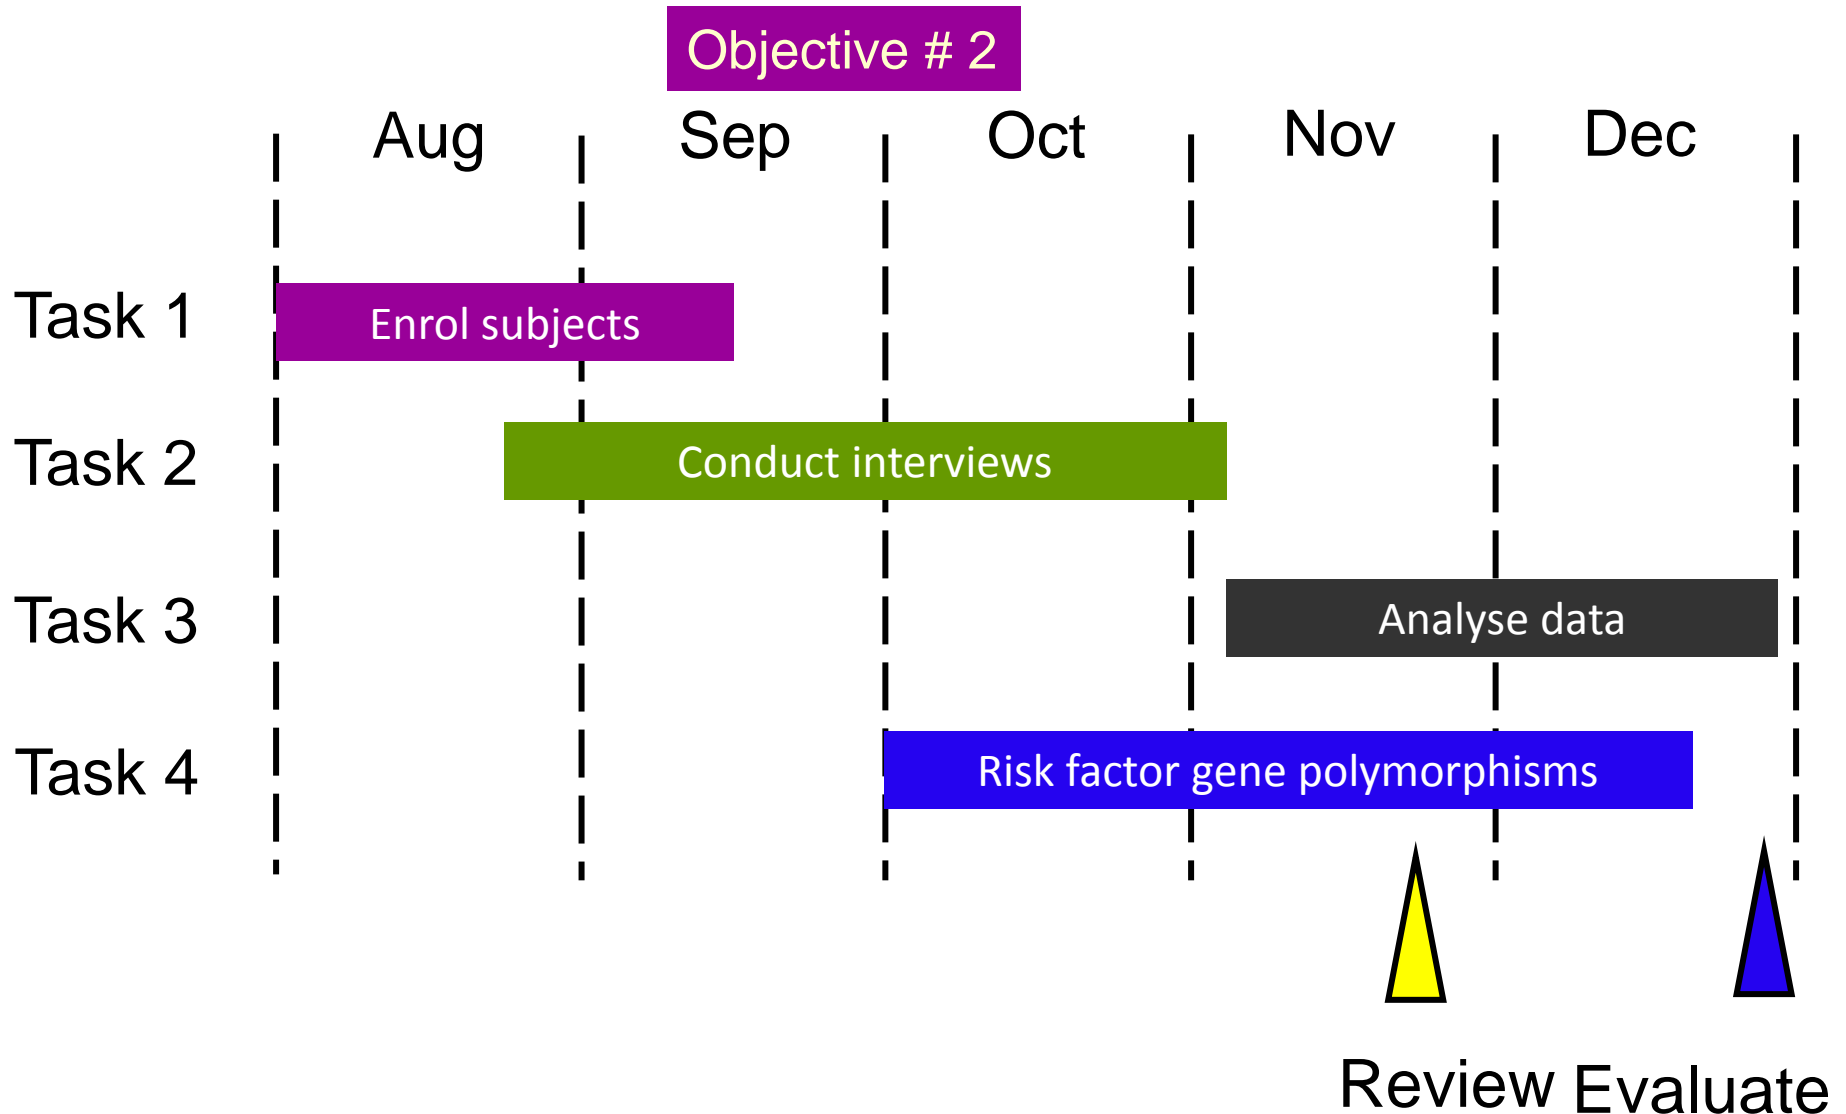 Objective # 2
Aug Sep Oct Nov Dec
Task 1 Enrol subjects
Task 2 Conduct interviews
Task 3 Analyse data
Task 4 Risk factor gene polymorphisms
Review Evaluate